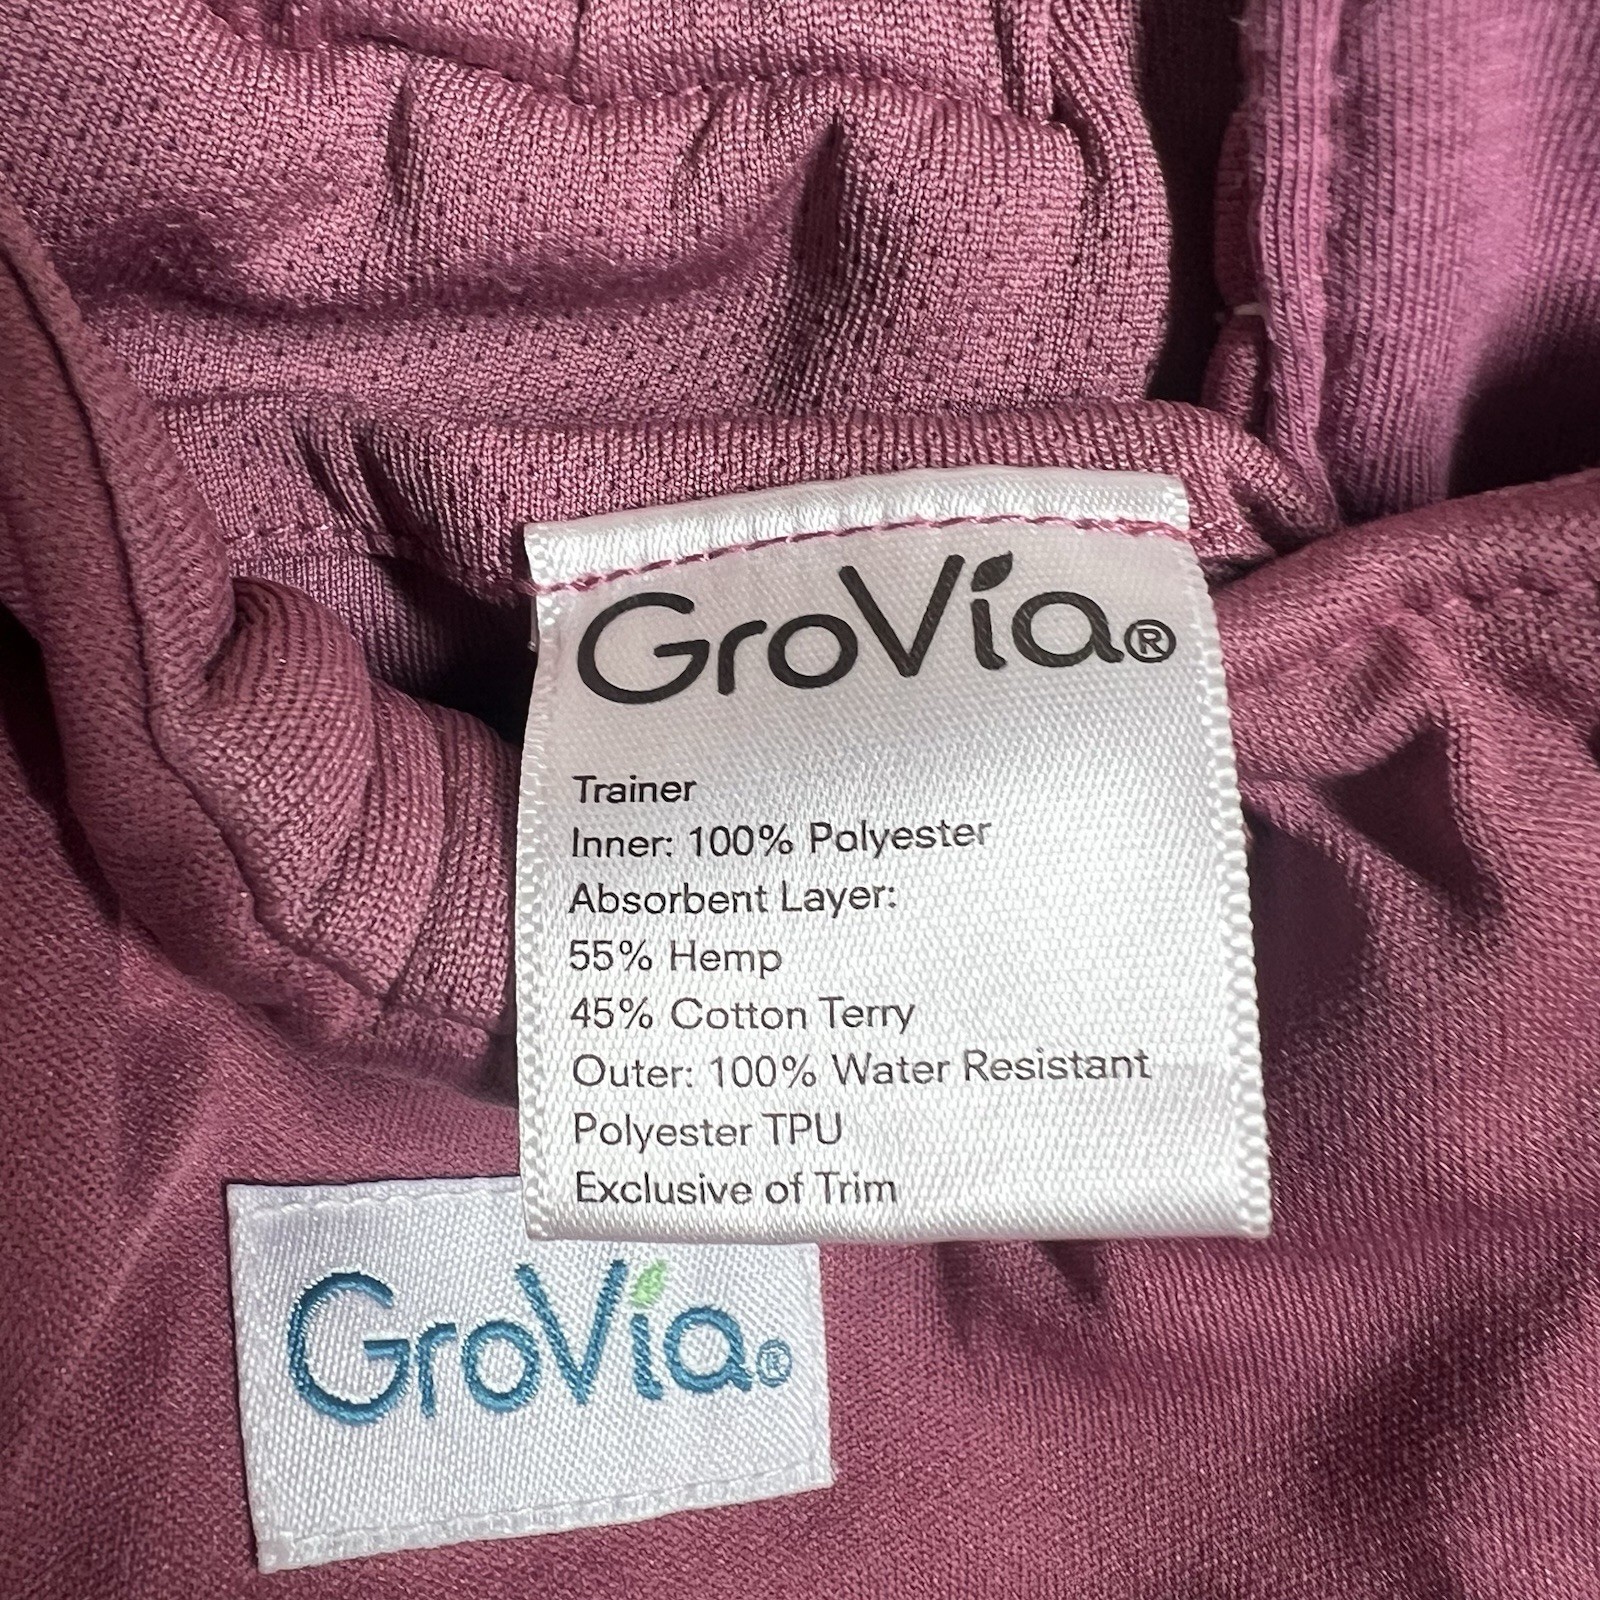 GroVia®
Trainer
Inner: 100% Polyester
Absorbent Layer:
55% Hemp
45% Cotton Terry
Outer: 100% Water Resistant
Polyester TPU
Exclusive of Trim
GroVia®